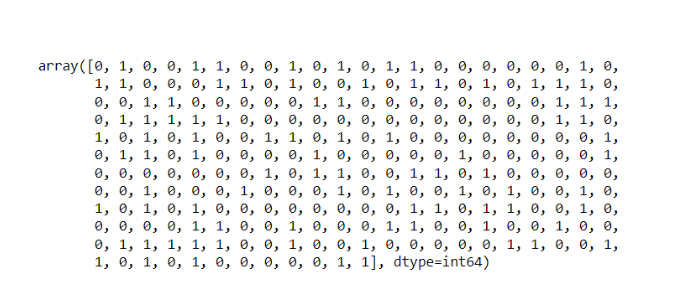 array([0, 1, 0, 0, 1, 1, 0, 0, 1, 0, 1, 0, 1, 1, 0, 0, 0, 0, 0, 0, 1, 0,
1, 1, 0, 0, 0, 1, 1, 0, 1, 0, 0, 1, 0, 1, 1, 0, 1, 0, 1, 1, 1, 0,
0, 0, 1, 1, 0, 0, 0, 0, 0, 1, 1, 0, 0, 0, 0, 0, 0, 0, 0, 1, 1, 1,
0, 1, 1, 1, 1, 1, 0, 0, 0, 0, 0, 0, 0, 0, 0, 0, 0, 0, 0, 1, 1, 0,
1, 0, 1, 0, 1, 0, 0, 1, 1, 0, 1, 0, 1, 0, 0, 0, 0, 0, 0, 0, 0, 1,
0, 1, 1, 0, 1, 0, 0, 0, 0, 1, 0, 0, 0, 0, 0, 1, 0, 0, 0, 0, 0, 1,
0, 0, 0, 0, 0, 0, 0, 1, 0, 1, 1, 0, 0, 1, 1, 0, 1, 0, 0, 0, 0, 0,
0, 0, 1, 0, 0, 0, 1, 0, 0, 0, 1, 0, 1, 0, 0, 1, 0, 1, 0, 0, 1, 0,
1, 0, 1, 0, 1, 0, 0, 0, 0, 0, 0, 0, 0, 1, 1, 0, 1, 1, 0, 0, 1, 0,
0, 0, 0, 0, 1, 1, 0, 0, 1, 0, 0, 0, 1, 1, 0, 0, 1, 0, 0, 1, 0, 0,
0, 1, 1, 1, 1, 1, 0, 0, 1, 0, 0, 1, 0, 0, 0, 0, 0, 1, 1, 0, 0, 1,
1, 0, 1, 0, 1, 0, 0, 0, 0, 0, 1, 1], dtype=int64)